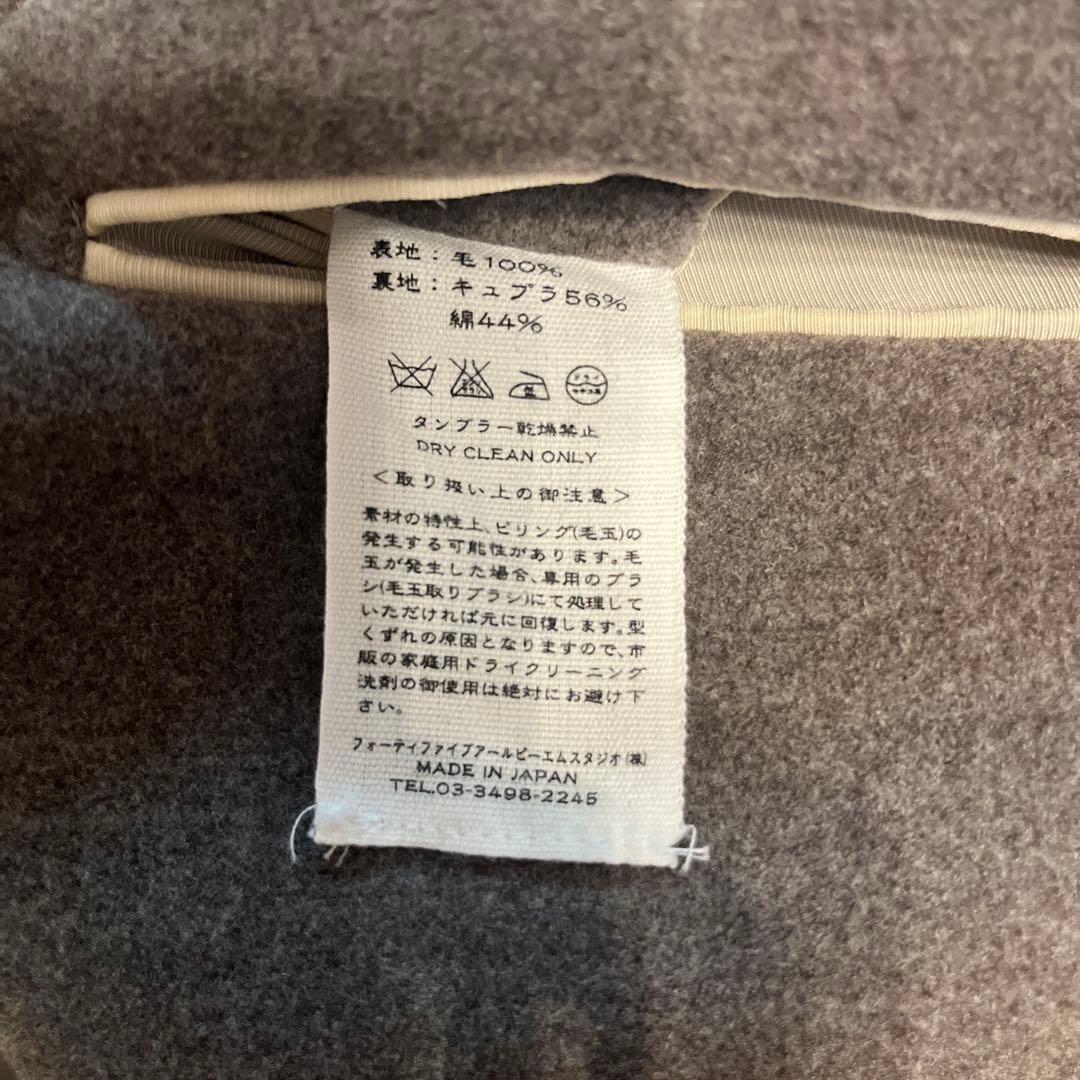 表地：毛100%
裏地：キュプラ56%
綿44%
タンブラー乾燥禁止
DRY CLEAN ONLY
＜取り扱い上の御注意＞
素材の特性上、ピリング(毛玉)の
発生する可能性があります。毛
玉が発生した場合、専用のブラ
シ(毛玉取りブラシ)にて処理して
いただければ元に回復します。型
くずれの原因となりますので、市
販の家庭用ドライクリーニング
洗剤の御使用は絶対にお避け下
さい。
フォーティファイブアールピーエムスタジオ(株)
MADE IN JAPAN
TEL.03-3498-2245